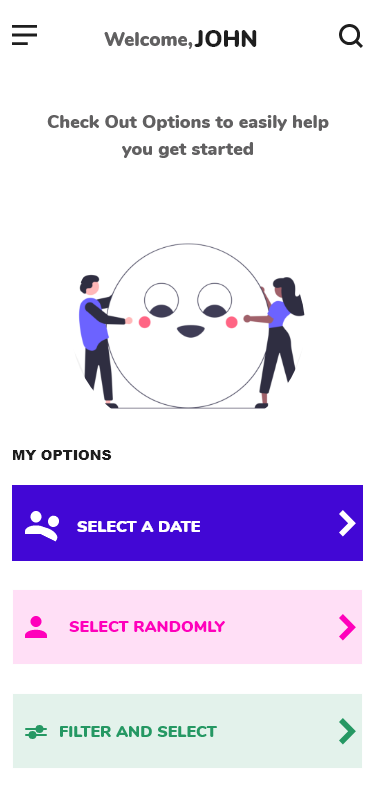 Welcome, JOHN
Check Out Options to easily help
you get started
MY OPTIONS
SELECT A DATE
SELECT RANDOMLY
FILTER AND SELECT